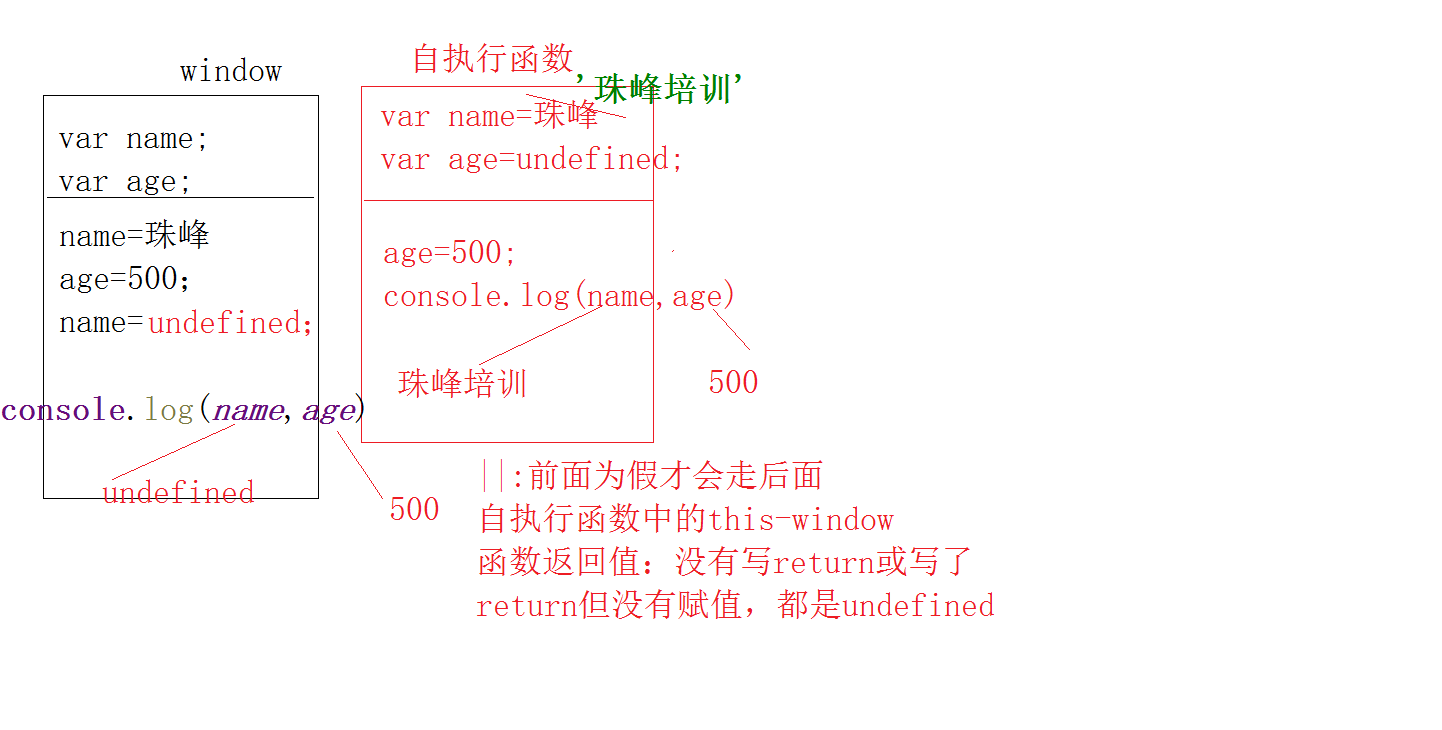 window
var name;
var age;
name=珠峰
age=500;
name=undefined;
console.log(name,age)
undefined
500
自执行函数
'珠峰培训'
var name=珠峰
var age=undefined;
age=500;
console.log(name,age)
珠峰培训
500
||:前面为假才会走后面
自执行函数中的this-window
函数返回值：没有写return或写了
return但没有赋值，都是undefined